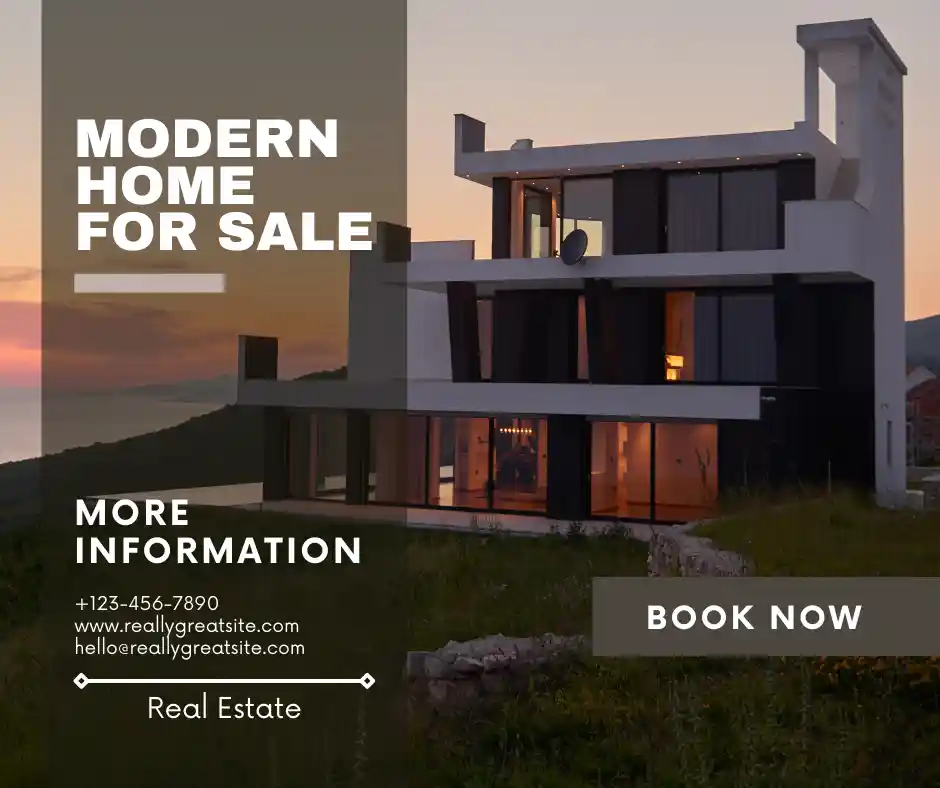 MODERN
HOME
FOR SALE
MORE
INFORMATION
+123-456-7890
www.reallygreatsite.com
hello@reallygreatsite.com
Real Estate
BOOK NOW